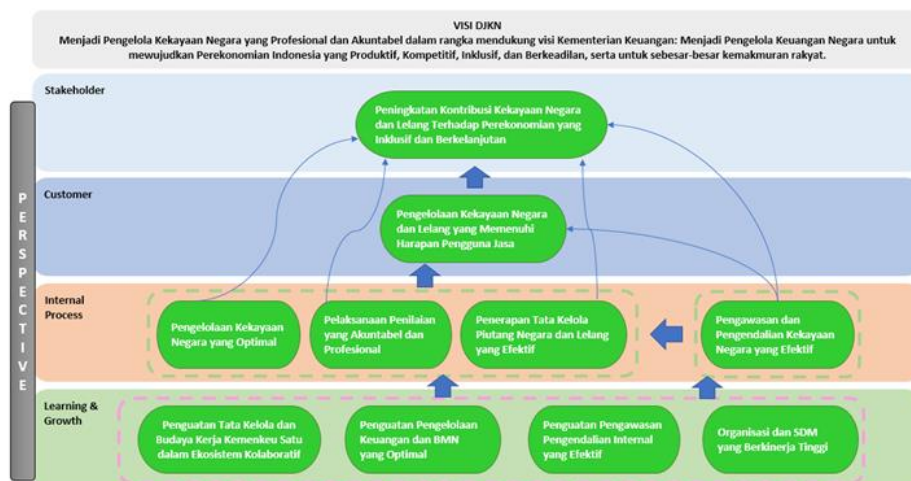 VISI DJKN
Menjadi Pengelola Kekayaan Negara yang Profesional dan Akuntabel dalam rangka mendukung visi Kementerian Keuangan: Menjadi Pengelola Keuangan Negara untuk
mewujudkan Perekonomian Indonesia yang Produktif, Kompetitif, Inklusif, dan Berkeadilan, serta untuk sebesar-besar kemakmuran rakyat.
PERSPECTIVE
Stakeholder
Peningkatan Kontribusi Kekayaan Negara
dan Lelang Terhadap Perekonomian yang
Inklusif dan Berkelanjutan
Customer
Pengelolaan Kekayaan Negara
dan Lelang yang Memenuhi
Harapan Pengguna Jasa
Internal
Process
Pengelolaan Kekayaan
Negara yang Optimal
Pelaksanaan Penilaian
yang Akuntabel dan
Profesional
Penerapan Tata Kelola
Piutang Negara dan Lelang
yang Efektif
Pengawasan dan
Pengendalian Kekayaan
Negara yang Efektif
Learning &
Growth
Penguatan Tata Kelola dan
Budaya Kerja Kemenkeu Satu
dalam Ekosistem Kolaboratif
Penguatan Pengelolaan
Keuangan dan BMN
yang Optimal
Penguatan Pengawasan
Pengendalian Internal
yang Efektif
Organisasi dan SDM
yang Berkinerja Tinggi